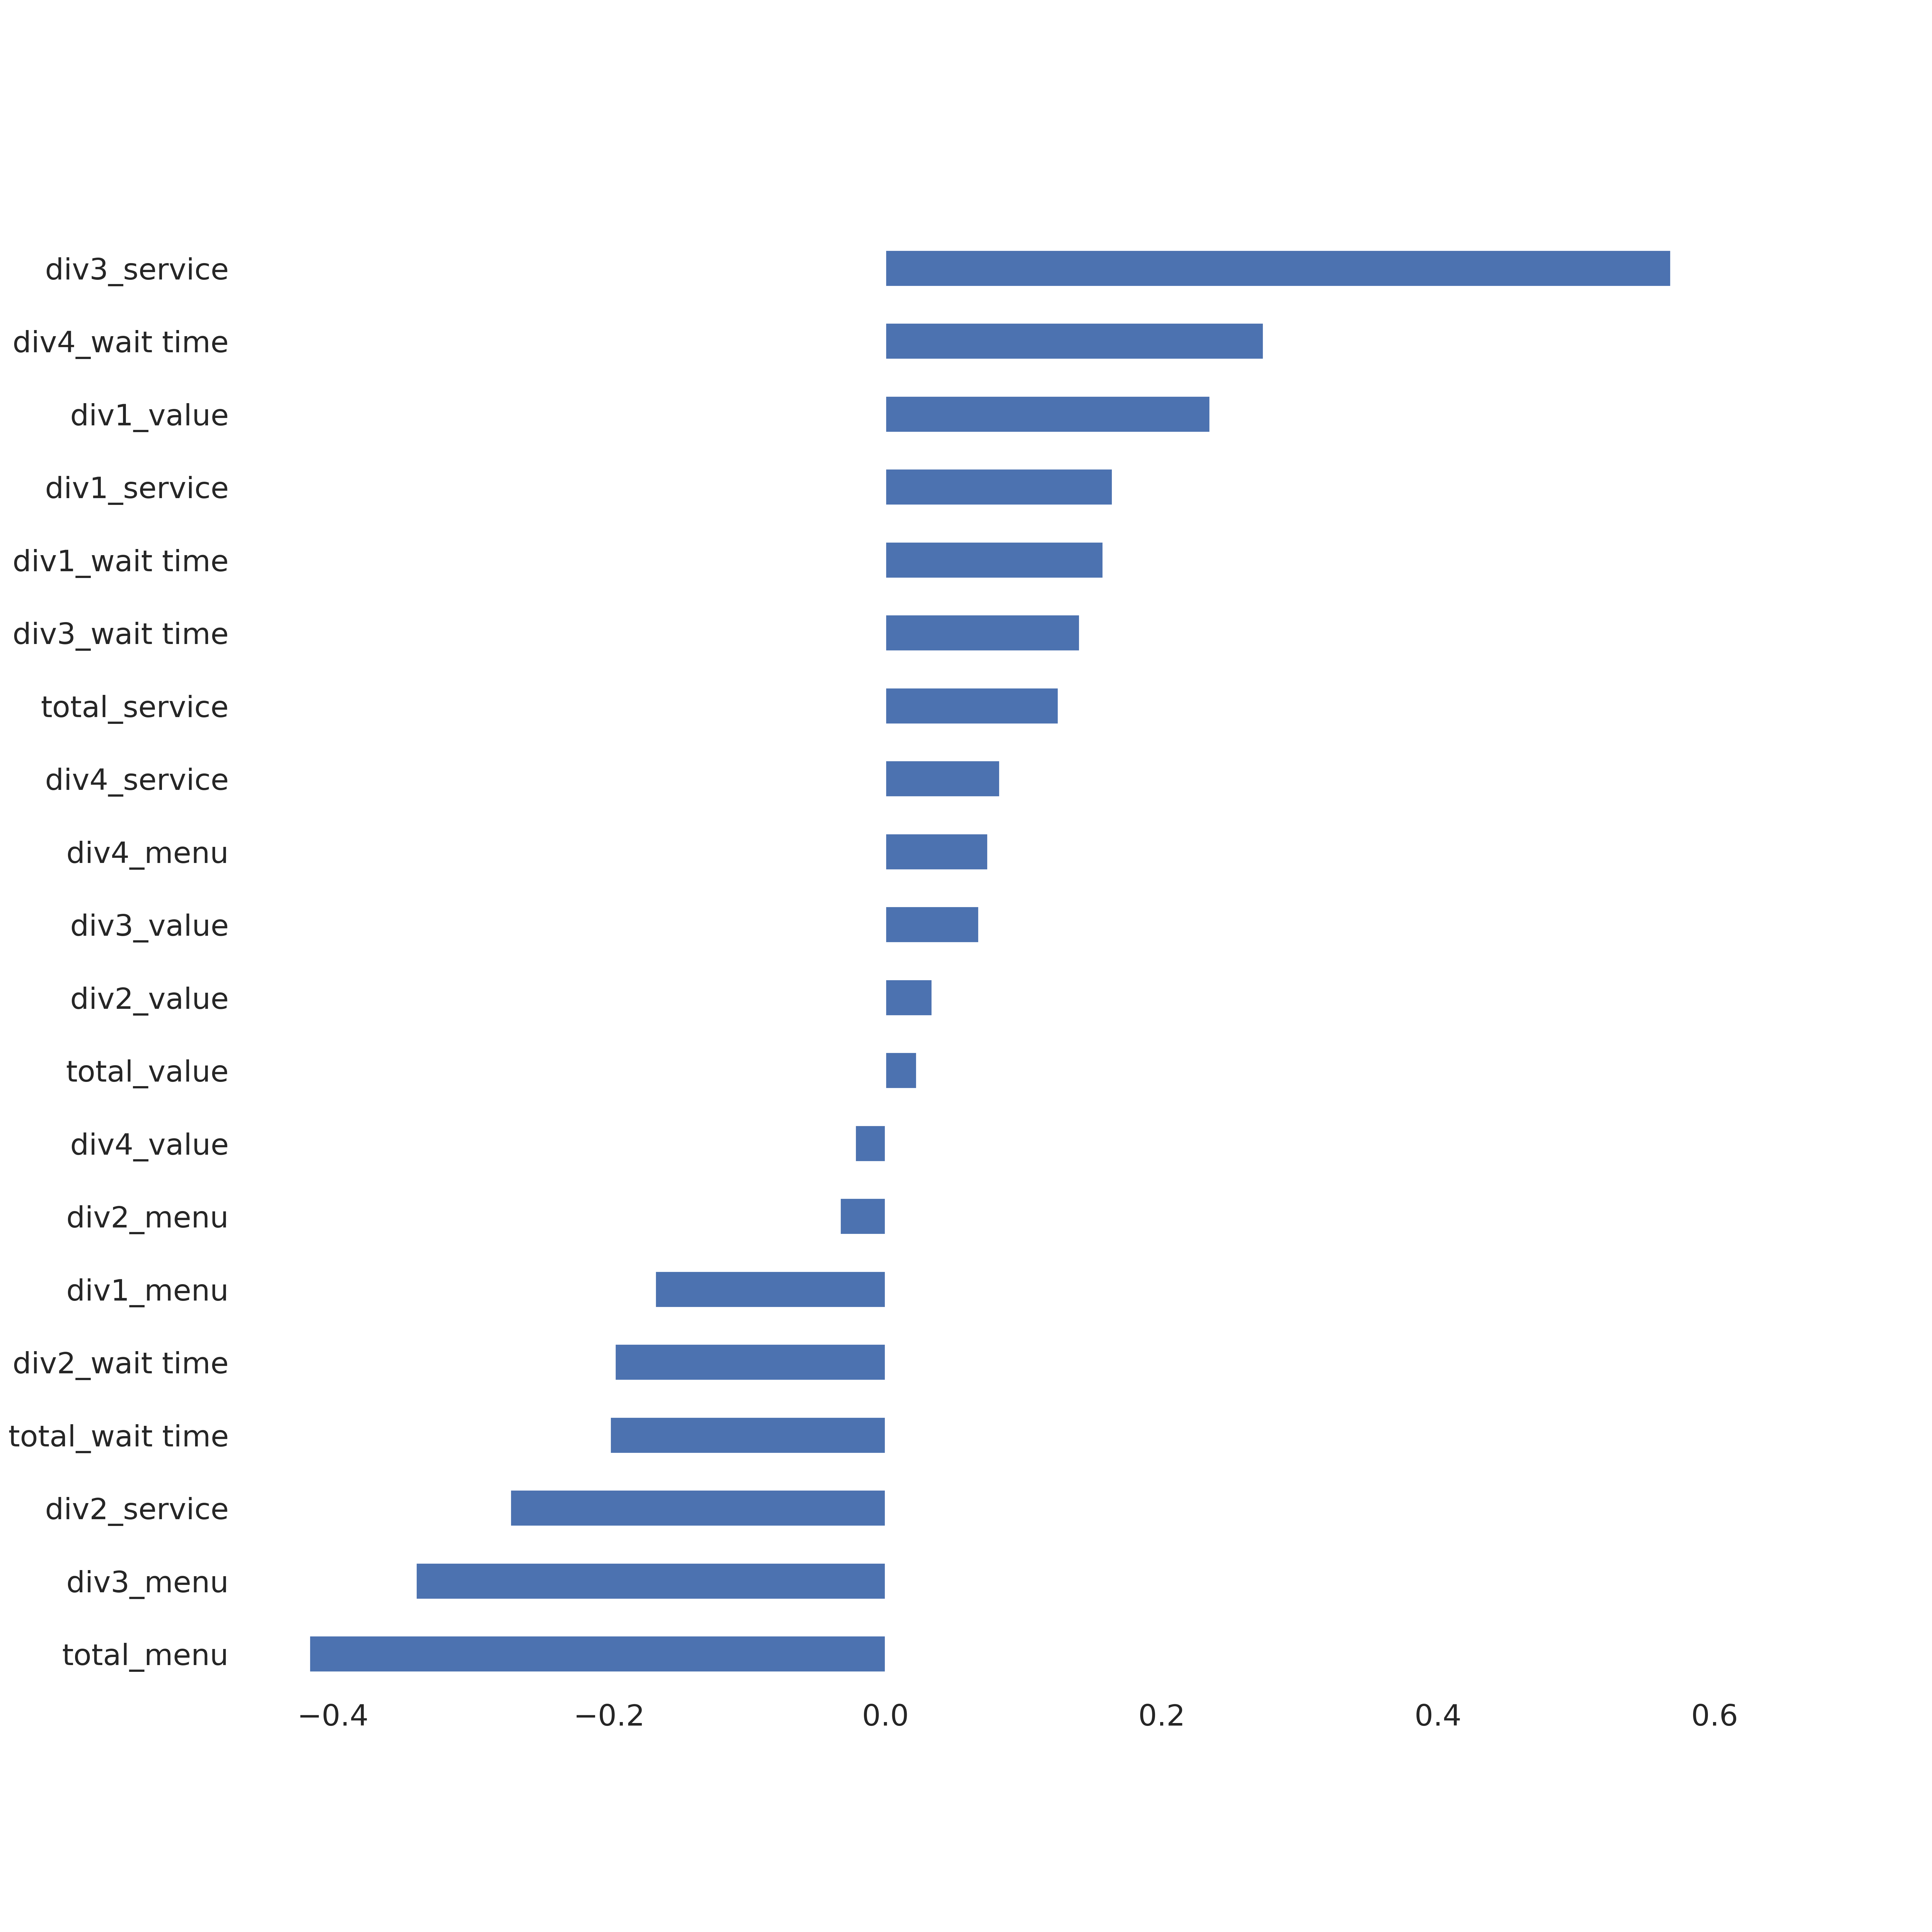 div3_service
div4_wait time
div1_value
div1_service
div1_wait time
div3_wait time
total_service
div4_service
div4_menu
div3_value
div2_value
total_value
div4_value
div2_menu
div1_menu
div2_wait time
total_wait time
div2_service
div3_menu
total_menu
−0.4 −0.2 0.0 0.2 0.4 0.6